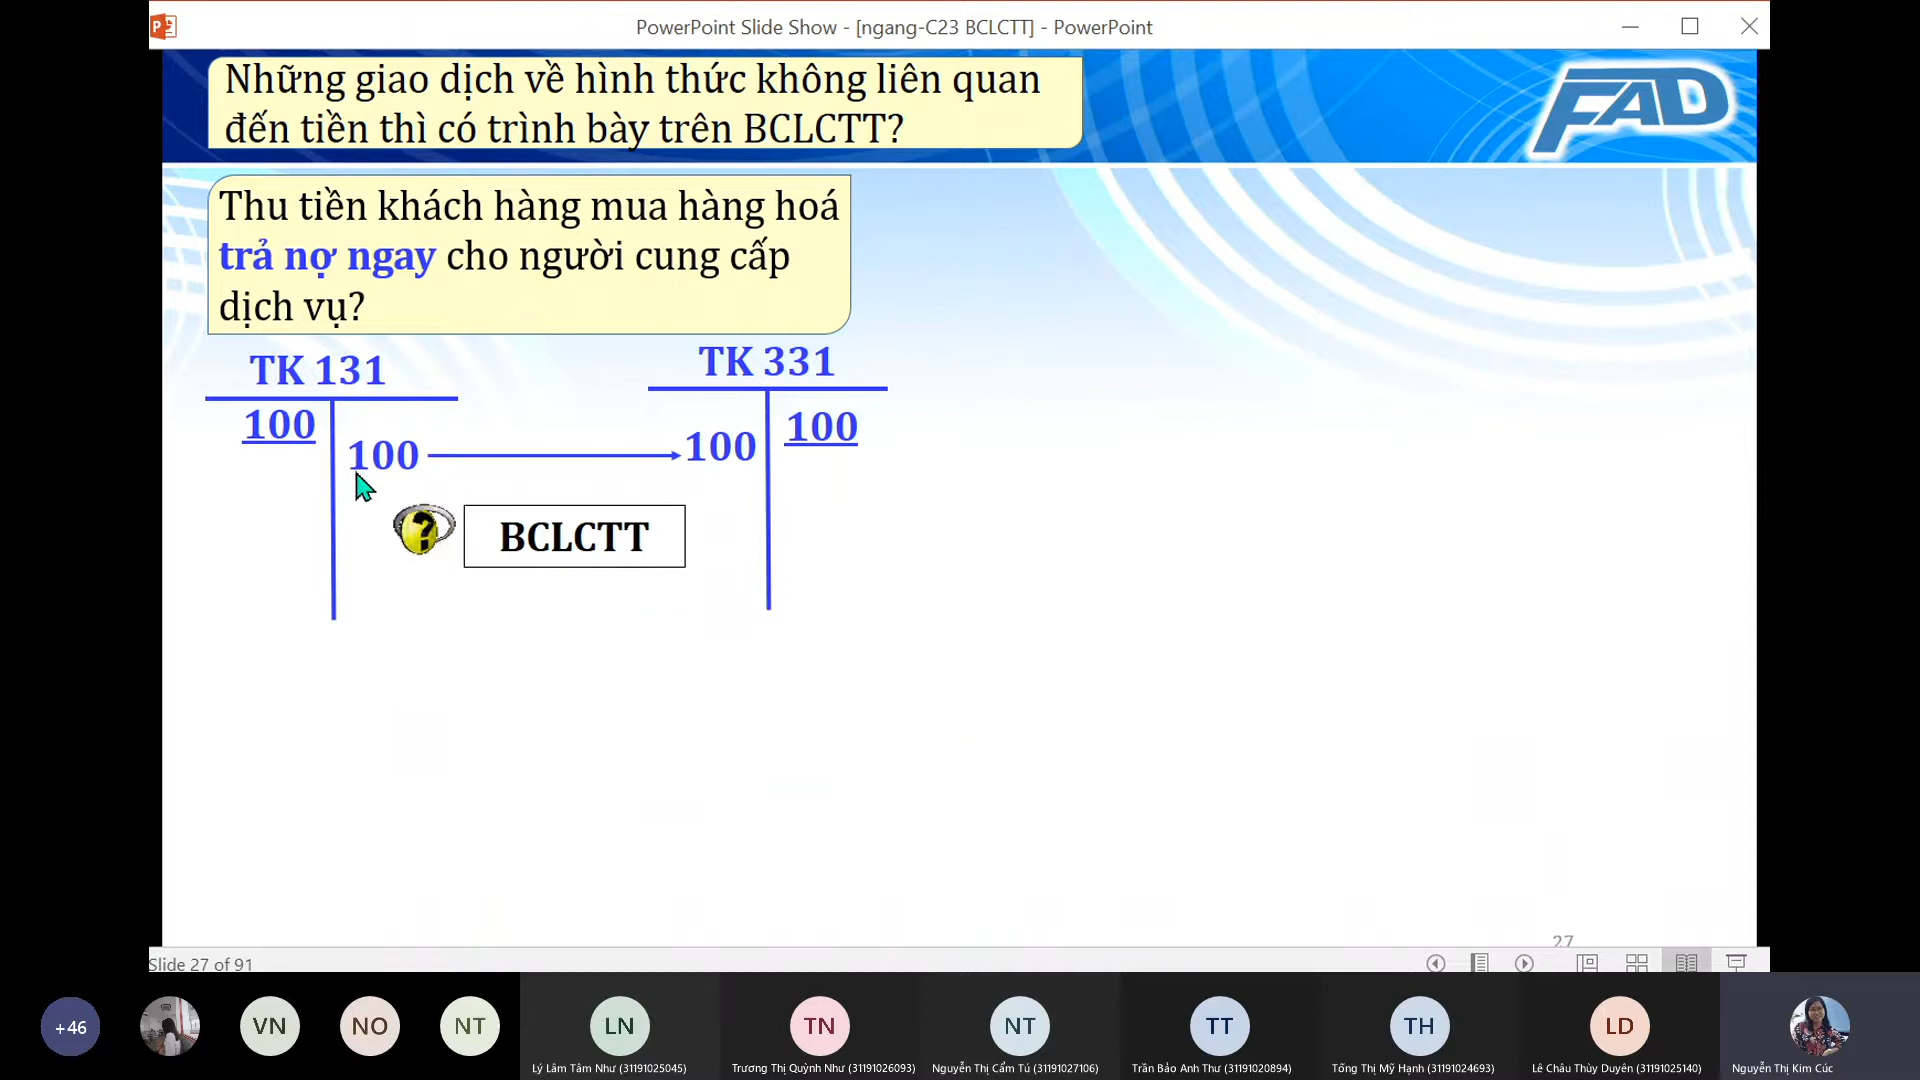 PowerPoint Slide Show - [ngang-C23 BCLCTT] - PowerPoint
Những giao dịch về hình thức không liên quan
đến tiền thì có trình bày trên BCLCTT?
FAD
Thu tiền khách hàng mua hàng hoá
trả nợ ngay cho người cung cấp
dịch vụ?
TK 131
TK 331
100
100
100
100
?
BCLCTT
27
Slide 27 of 91
+46
VN
NO
NT
LN
TN
NT
TT
TH
LD
Lý Lâm Tâm Như (31191025045)
Trương Thị Quỳnh Như (31191026093)
Nguyễn Thị Cẩm Tú (31191027106)
Trần Bảo Anh Thư (31191020894)
Tống Thị Mỹ Hạnh (31191024693)
Lê Châu Thùy Duyên (31191025140)
Nguyễn Thị Kim Cúc